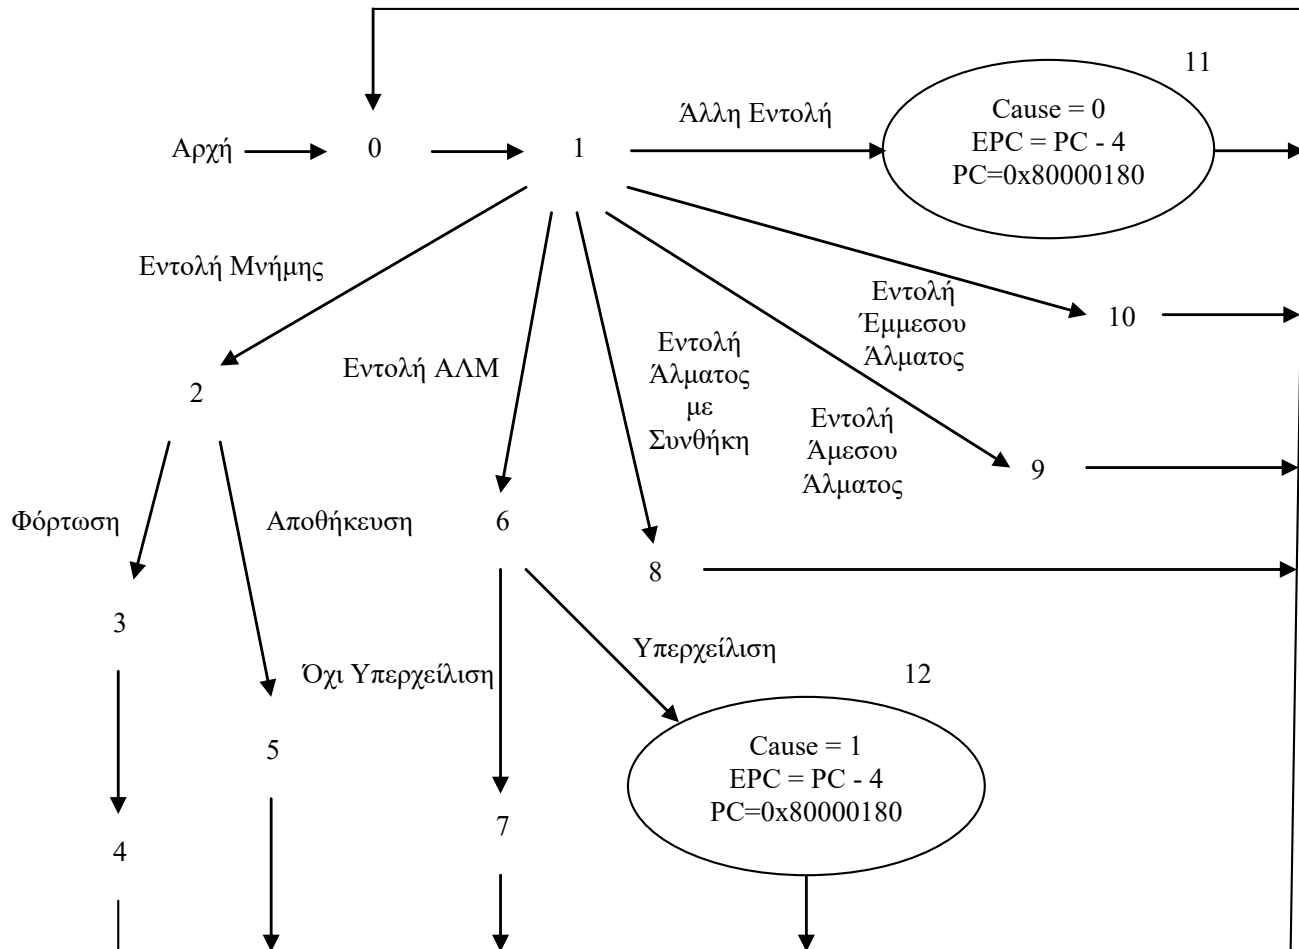 11
Άλλη Εντολή
Cause = 0
EPC = PC - 4
PC=0x80000180
Αρχή
0
1
Εντολή Μνήμης
Εντολή
Έμμεσου
Άλματος
10
Εντολή ΑΛΜ
Εντολή
Άλματος
με
Συνθήκη
2
Εντολή
Άμεσου
Άλματος
9
Φόρτωση
Αποθήκευση
6
8
3
Όχι Υπερχείλιση
Υπερχείλιση
12
5
Cause = 1
EPC = PC - 4
PC=0x80000180
7
4